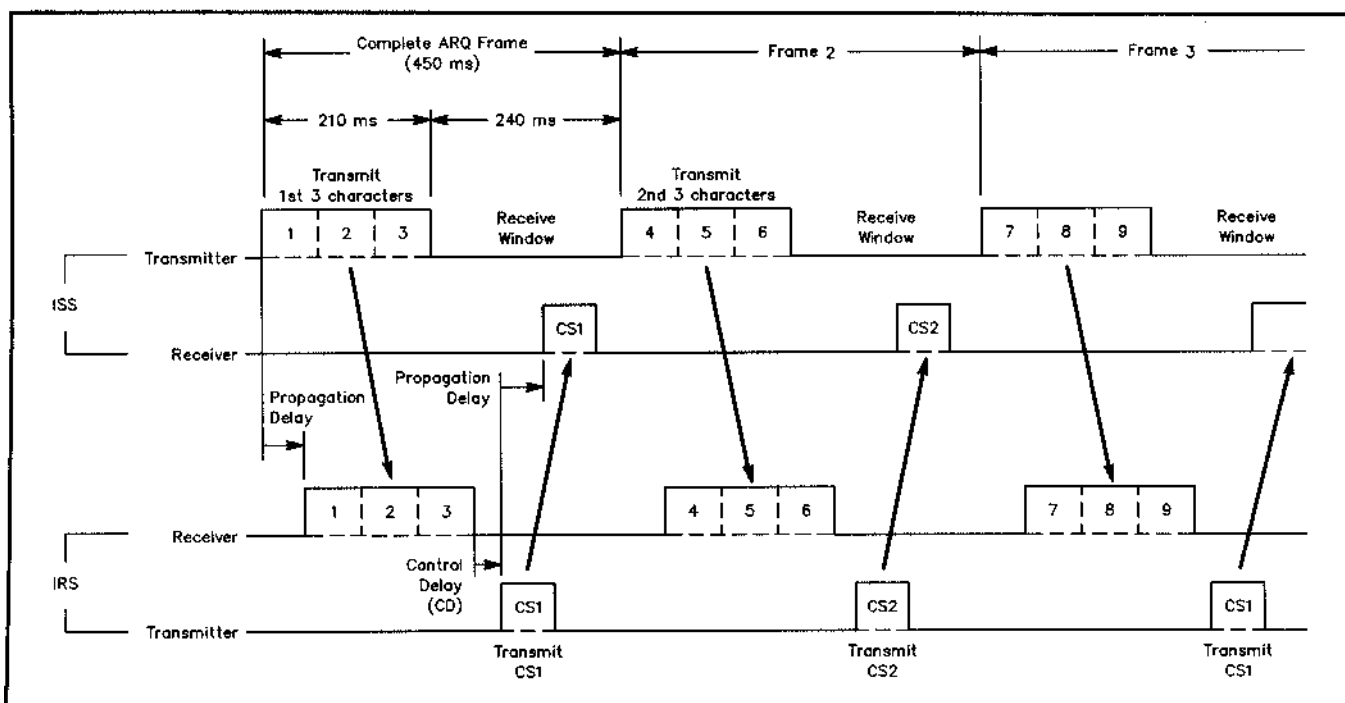 Complete ARQ Frame
(450 ms)
Frame 2
Frame 3
210 ms
240 ms
Transmit
1st 3 characters
Transmit
2nd 3 characters
1 2 3
Receive
Window
4 5 6
Receive
Window
7 8 9
Receive
Window
Transmitter
ISS
CS1
CS2
Receiver
Propagation
Delay
Propagation
Delay
1 2 3
4 5 6
7 8 9
Receiver
IRS
Control
Delay
(CD)
CS1
CS2
CS1
Transmitter
Transmit
CS1
Transmit
CS2
Transmit
CS1